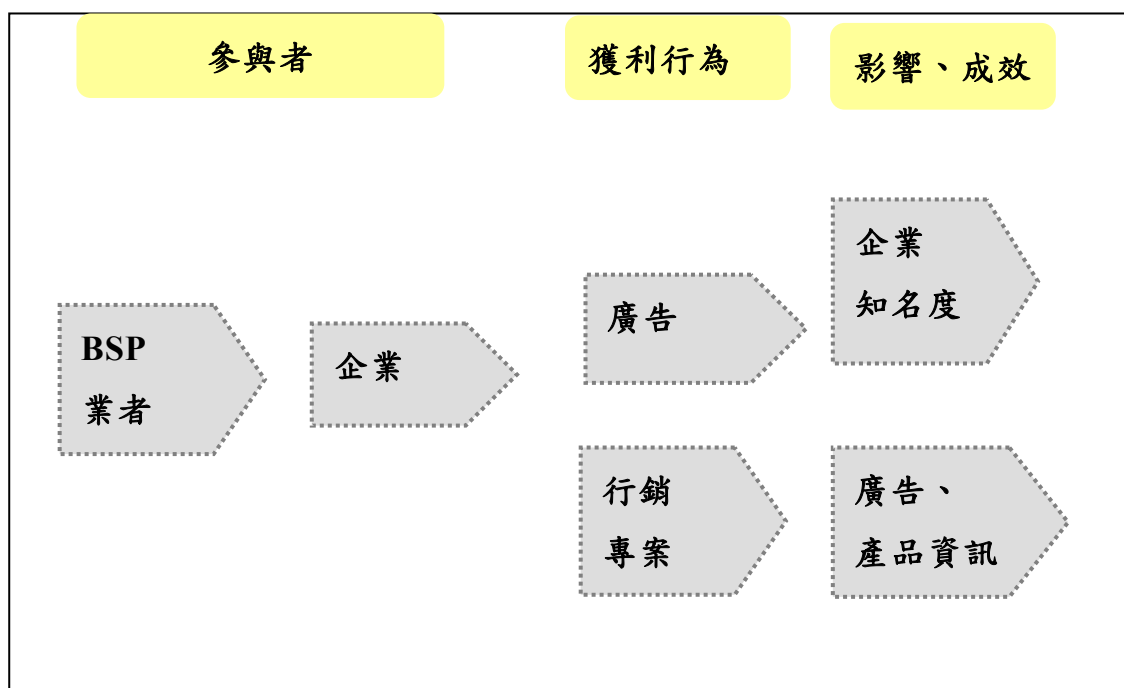 參與者
獲利行為
影響、成效
BSP
業者
企業
廣告
行銷
專案
企業
知名度
廣告、
產品資訊